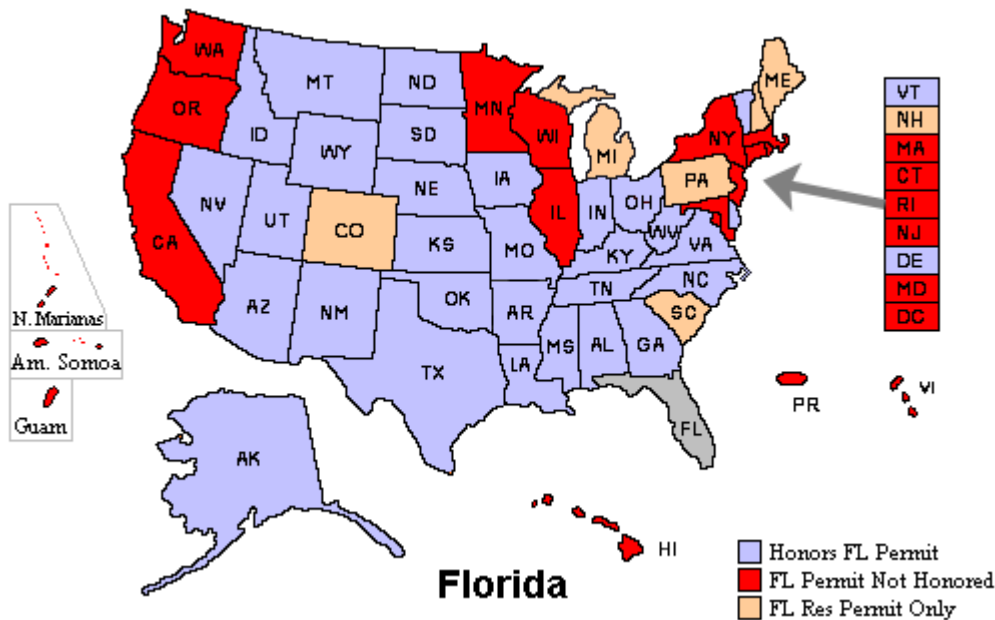 WA
MT
ND
MN
ME
OR
ID
SD
WI
NY
VT
NH
MA
CT
RI
NJ
DE
MD
DC
WY
MI
PA
NV
UT
NE
IA
IL
IN
OH
WV
VA
CA
CO
KS
MO
KY
NC
TN
AZ
NM
OK
AR
SC
MS
AL
GA
TX
LA
FL
N. Marianas
Am. Somoa
Guam
AK
HI
PR
VI
Honors FL Permit
FL Permit Not Honored
FL Res Permit Only
Florida